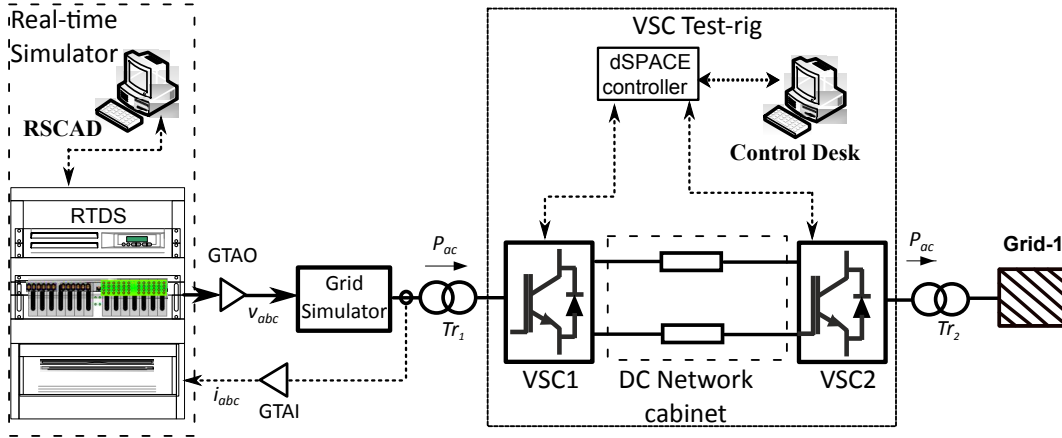 Real-time
Simulator
RSCAD
RTDS
GTAO
v_abc
Grid
Simulator
i_abc
GTAI
P_ac
Tr_1
VSC Test-rig
dSPACE
controller
Control Desk
VSC1
DC Network
cabinet
VSC2
P_ac
Tr_2
Grid-1